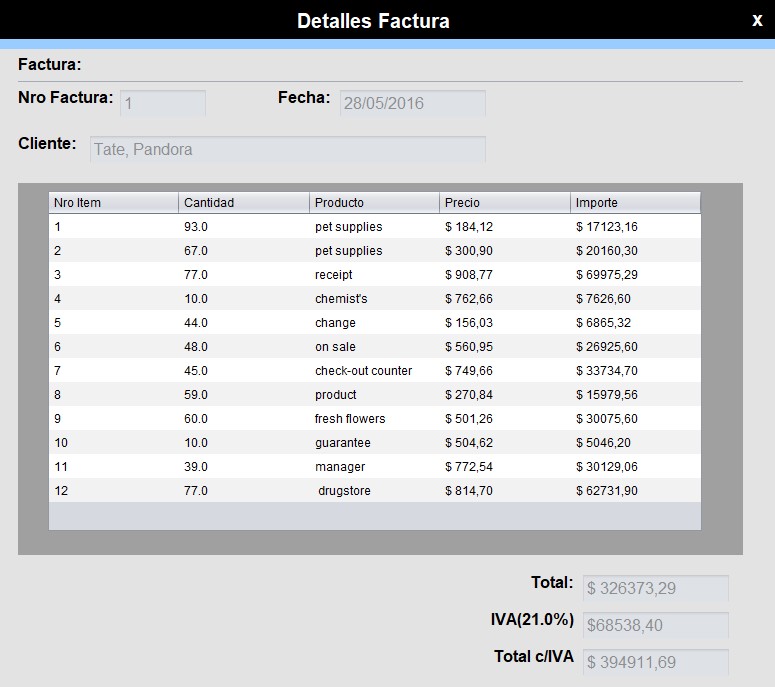 Detalles Factura x
Factura:
Nro Factura: 1 Fecha: 28/05/2016
Cliente: Tate, Pandora
Nro Item Cantidad Producto Precio Importe
1 93.0 pet supplies $ 184,12 $ 17123,16
2 67.0 pet supplies $ 300,90 $ 20160,30
3 77.0 receipt $ 908,77 $ 69975,29
4 10.0 chemist's $ 762,66 $ 7626,60
5 44.0 change $ 156,03 $ 6865,32
6 48.0 on sale $ 560,95 $ 26925,60
7 45.0 check-out counter $ 749,66 $ 33734,70
8 59.0 product $ 270,84 $ 15979,56
9 60.0 fresh flowers $ 501,26 $ 30075,60
10 10.0 guarantee $ 504,62 $ 5046,20
11 39.0 manager $ 772,54 $ 30129,06
12 77.0 drugstore $ 814,70 $ 62731,90
Total: $ 326373,29
IVA(21.0%) $68538,40
Total c/IVA $ 394911,69